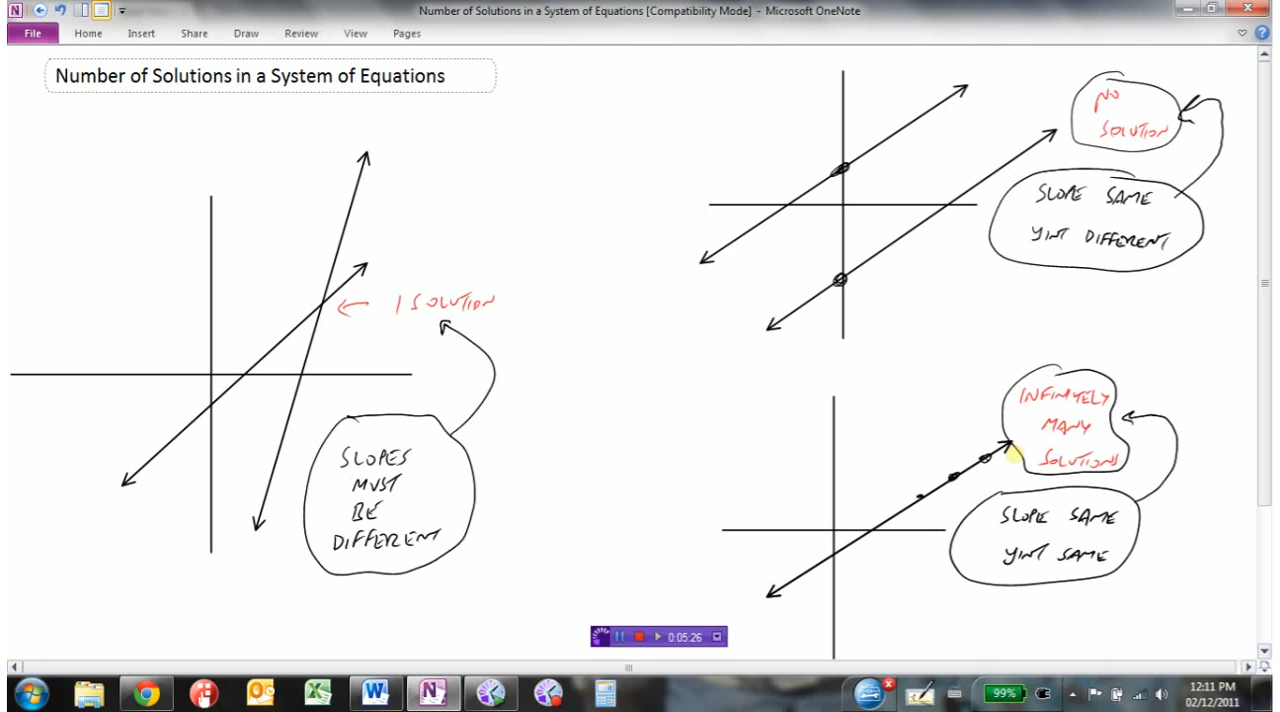 Number of Solutions in a System of Equations [Compatibility Mode] - Microsoft OneNote
File Home Insert Share Draw Review View Pages
Number of Solutions in a System of Equations
1 SOLUTION
SLOPES
MUST
BE
DIFFERENT
NO
SOLUTION
SLOPE SAME
YINT DIFFERENT
INFINITELY
MANY
SOLUTIONS
SLOPE SAME
YINT SAME
0:05:26
99%
12:11 PM
02/12/2011